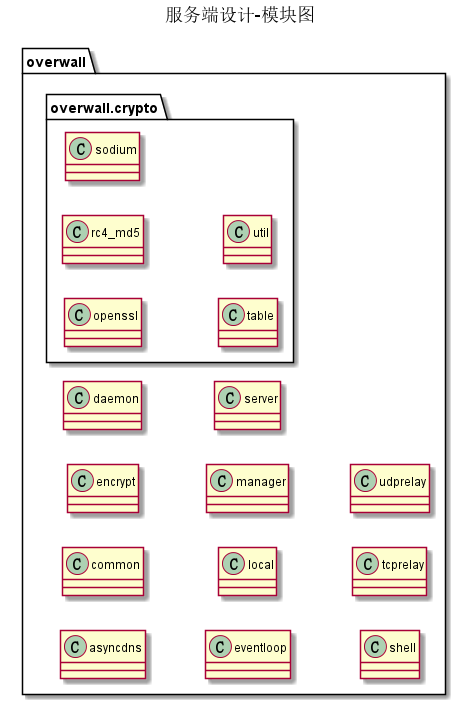 服务端设计-模块图
overwall
overwall.crypto
C sodium
C rc4_md5
C util
C openssl
C table
C daemon
C server
C encrypt
C manager
C udprelay
C common
C local
C tcprelay
C asyncdns
C eventloop
C shell